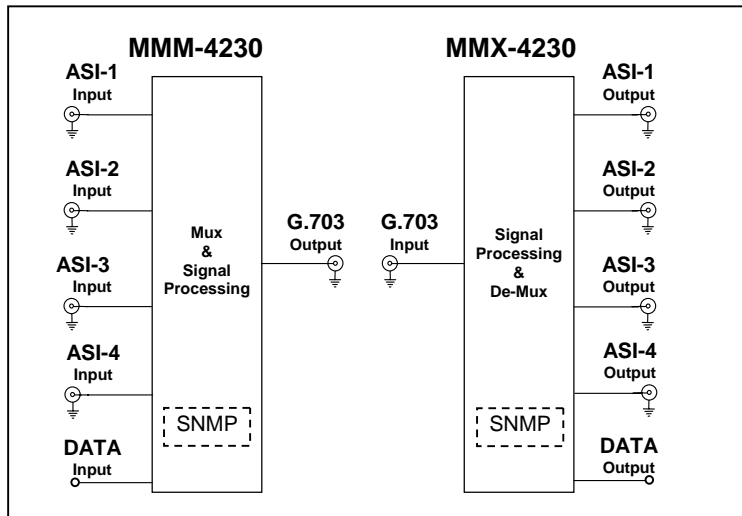 MMM-4230
ASI-1
Input
ASI-2
Input
ASI-3
Input
ASI-4
Input
DATA
Input
Mux
&
Signal
Processing
SNMP
G.703
Output
MMX-4230
G.703
Input
Signal
Processing
&
De-Mux
SNMP
ASI-1
Output
ASI-2
Output
ASI-3
Output
ASI-4
Output
DATA
Output